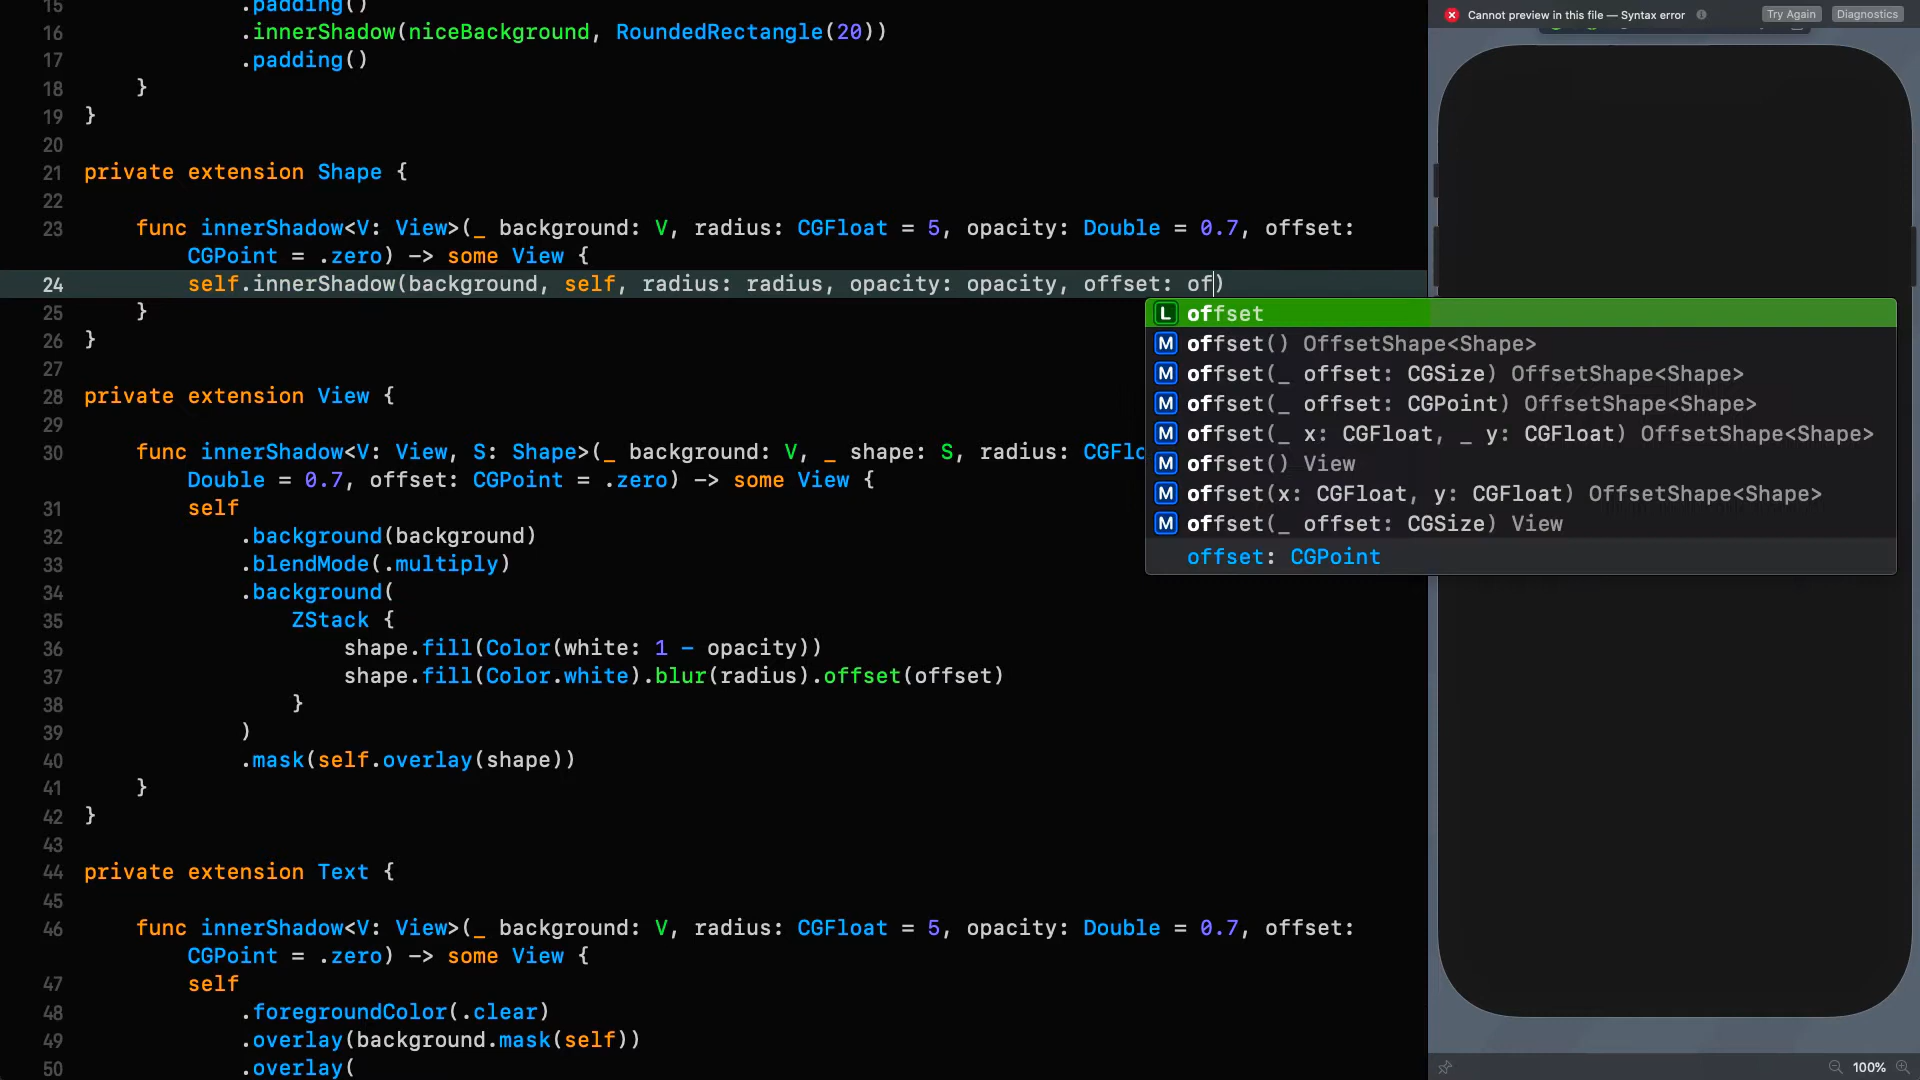 15 .padding()
16 .innerShadow(niceBackground, RoundedRectangle(20))
17 .padding()
18 }
19 }
20
21 private extension Shape {
22
23 func innerShadow<V: View>(_ background: V, radius: CGFloat = 5, opacity: Double = 0.7, offset:
CGPoint = .zero) -> some View {
24 self.innerShadow(background, self, radius: radius, opacity: opacity, offset: of)
25 }
26 }
27
28 private extension View {
29
30 func innerShadow<V: View, S: Shape>(_ background: V, _ shape: S, radius: CGFlo
Double = 0.7, offset: CGPoint = .zero) -> some View {
31 self
32 .background(background)
33 .blendMode(.multiply)
34 .background(
35 ZStack {
36 shape.fill(Color(white: 1 - opacity))
37 shape.fill(Color.white).blur(radius).offset(offset)
38 }
39 )
40 .mask(self.overlay(shape))
41 }
42 }
43
44 private extension Text {
45
46 func innerShadow<V: View>(_ background: V, radius: CGFloat = 5, opacity: Double = 0.7, offset:
CGPoint = .zero) -> some View {
47 self
48 .foregroundColor(.clear)
49 .overlay(background.mask(self))
50 .overlay(
L offset
M offset() OffsetShape<Shape>
M offset(_ offset: CGSize) OffsetShape<Shape>
M offset(_ offset: CGPoint) OffsetShape<Shape>
M offset(_ x: CGFloat, _ y: CGFloat) OffsetShape<Shape>
M offset() View
M offset(x: CGFloat, y: CGFloat) OffsetShape<Shape>
M offset(_ offset: CGSize) View
offset: CGPoint
Cannot preview in this file — Syntax error Try Again Diagnostics
100%